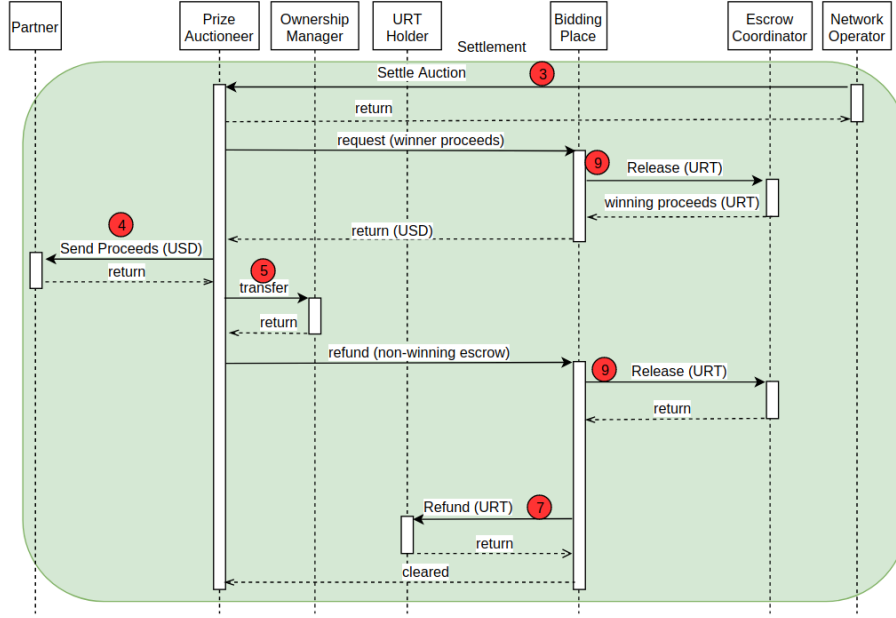 Partner
Prize
Auctioneer
Ownership
Manager
URT
Holder
Bidding
Place
Escrow
Coordinator
Network
Operator
Settlement
Settle Auction
3
return
request (winner proceeds)
9
Release (URT)
winning proceeds (URT)
4
return (USD)
Send Proceeds (USD)
return
5
transfer
return
refund (non-winning escrow)
9
Release (URT)
return
Refund (URT)
7
return
cleared